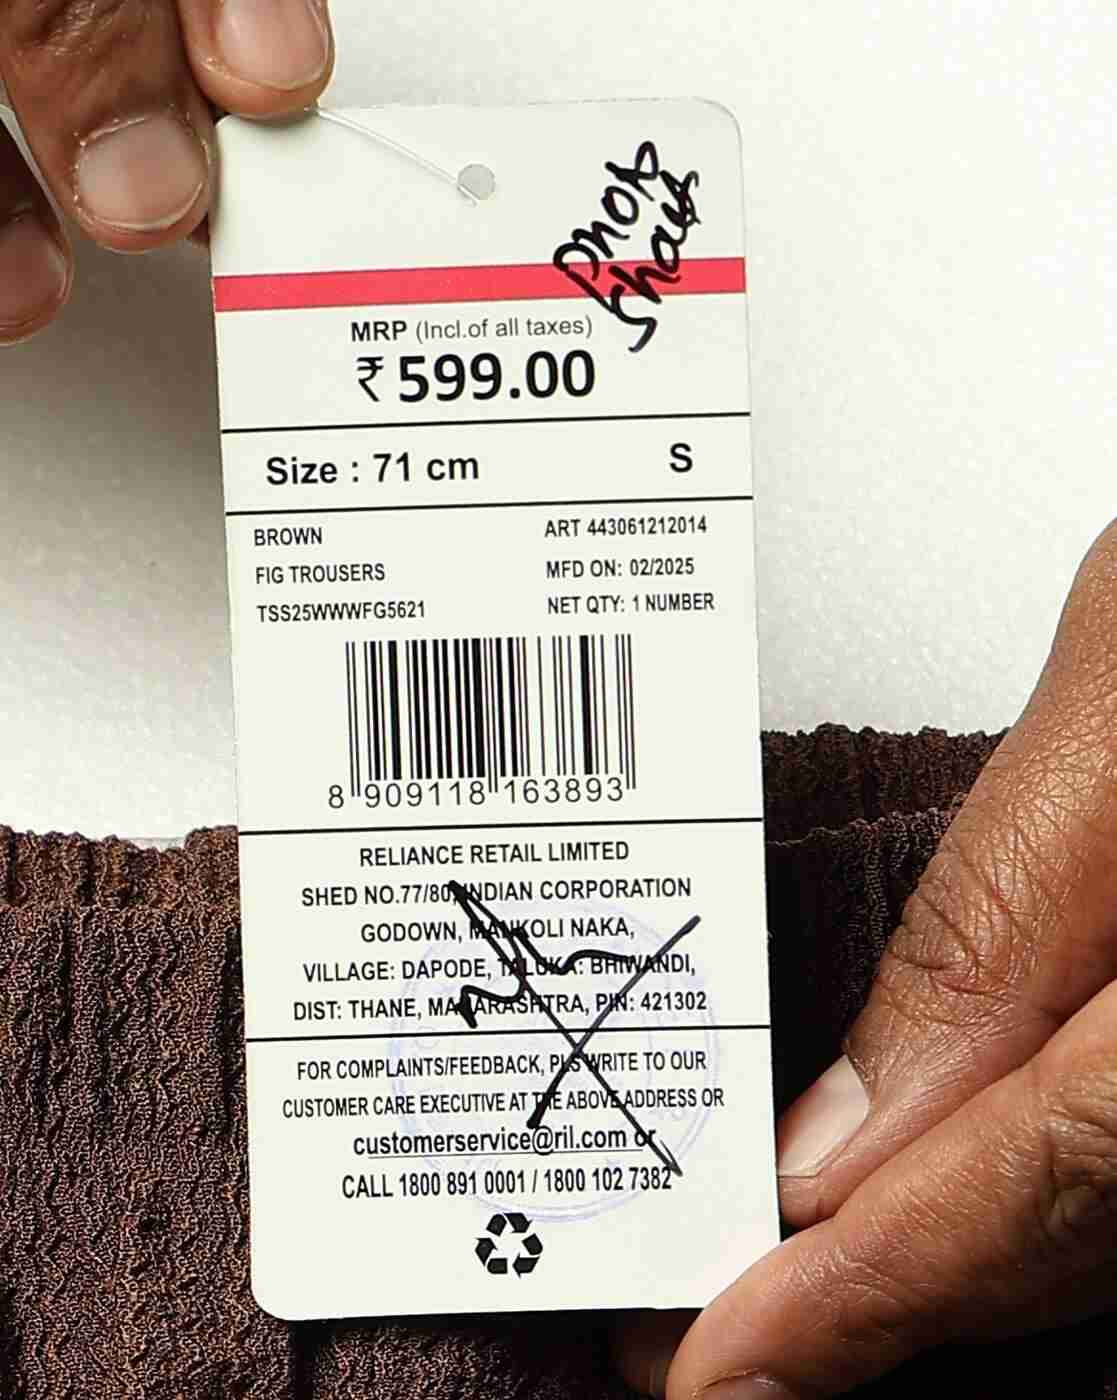 MRP (Incl.of all taxes)
₹ 599.00
Size : 71 cm S
BROWN ART 443061212014
FIG TROUSERS MFD ON: 02/2025
TSS25WWWFG5621 NET QTY: 1 NUMBER
8 909118 163893
RELIANCE RETAIL LIMITED
SHED NO.77/80, INDIAN CORPORATION
GODOWN, MANKOLI NAKA,
VILLAGE: DAPODE, TALUKA: BHIWANDI,
DIST: THANE, MAHARASHTRA, PIN: 421302
FOR COMPLAINTS/FEEDBACK, PLS WRITE TO OUR
CUSTOMER CARE EXECUTIVE AT THE ABOVE ADDRESS OR
customerservice@ril.com or
CALL 1800 891 0001 / 1800 102 7382